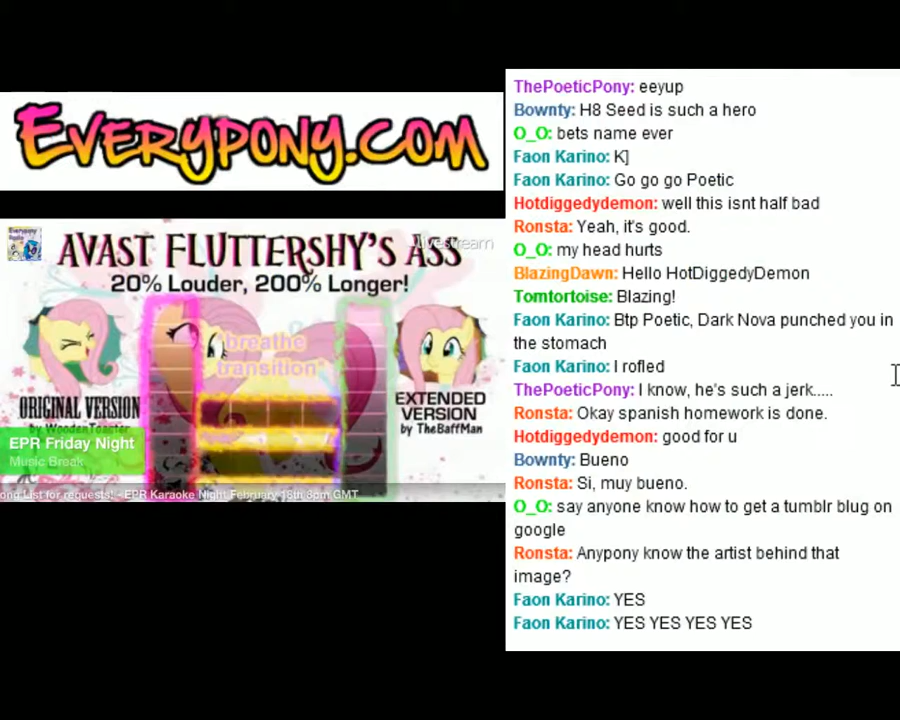 EVERYPONY.COM
Everypony
Radio
AVAST FLUTTERSHY'S ASS
Livestream
20% Louder, 200% Longer!
breathe
transition*
ORIGINAL VERSION
by WoodenToaster
EXTENDED
VERSION
by TheBaffMan
EPR Friday Night
Music Break
ong List for requests! - EPR Karaoke Night February 18th 8pm GMT
ThePoeticPony: eeyup
Bownty: H8 Seed is such a hero
O_O: bets name ever
Faon Karino: K]
Faon Karino: Go go go Poetic
Hotdiggedydemon: well this isnt half bad
Ronsta: Yeah, it's good.
O_O: my head hurts
BlazingDawn: Hello HotDiggedyDemon
Tomtortoise: Blazing!
Faon Karino: Btp Poetic, Dark Nova punched you in
the stomach
Faon Karino: I rofled
ThePoeticPony: I know, he's such a jerk.....
Ronsta: Okay spanish homework is done.
Hotdiggedydemon: good for u
Bownty: Bueno
Ronsta: Si, muy bueno.
O_O: say anyone know how to get a tumblr blug on
google
Ronsta: Anypony know the artist behind that
image?
Faon Karino: YES
Faon Karino: YES YES YES YES